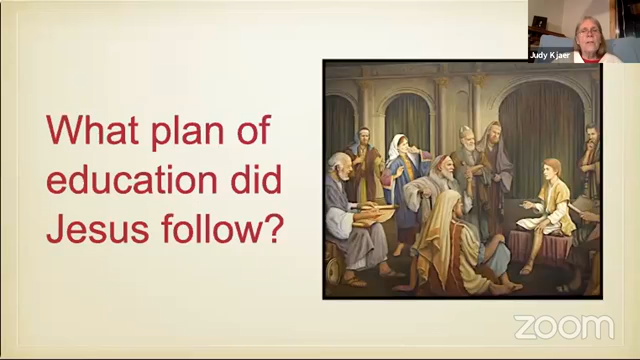 Judy Kjaer
What plan of
education did
Jesus follow?
zoom